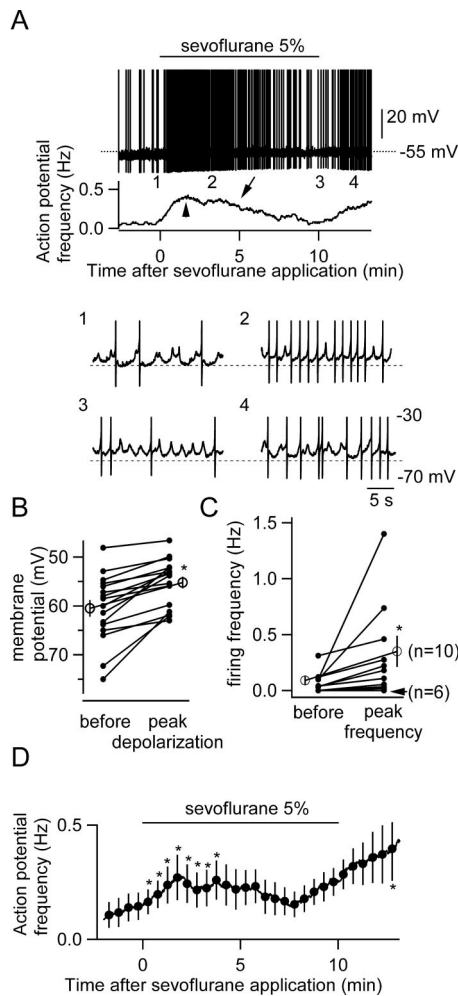 A
sevoflurane 5%
20 mV
-55 mV
Action potential
frequency (Hz)
0.5
0.0
1 2 3 4
0 5 10
Time after sevoflurane application (min)
1 2
3 4
-30
-70 mV
5 s
B
membrane
potential (mV)
50
60
70
*
before peak
depolarization
C
firing frequency (Hz)
1.5
1.0
0.5
0.0
*
(n=10)
(n=6)
before peak
frequency
D
sevoflurane 5%
Action potential
frequency (Hz)
0.5
0.0
* * * * * * * *
*
0 5 10
Time after sevoflurane application (min)